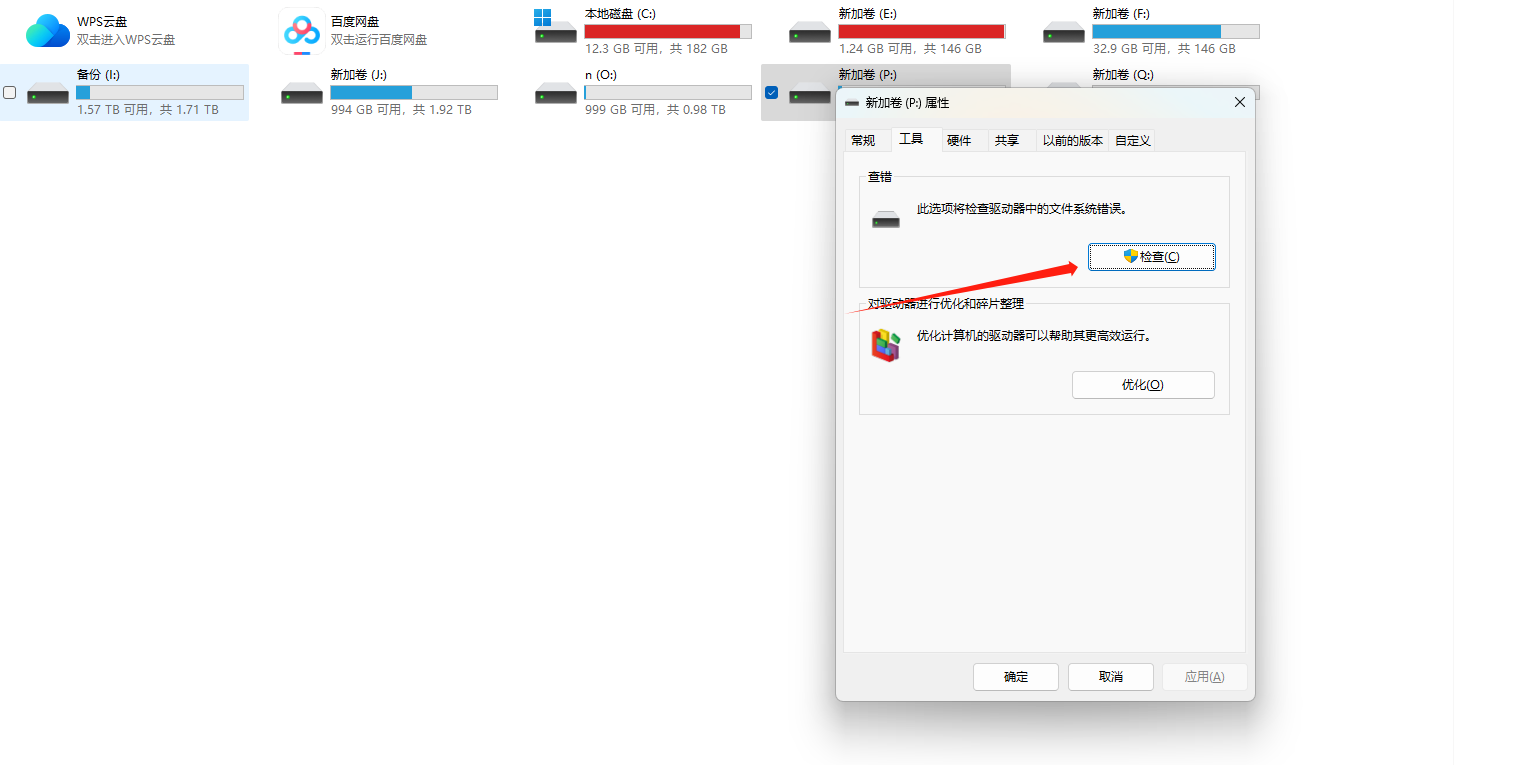 WPS云盘
双击进入WPS云盘
百度网盘
双击运行百度网盘
本地磁盘 (C:)
12.3 GB 可用，共 182 GB
新加卷 (E:)
1.24 GB 可用，共 146 GB
新加卷 (F:)
32.9 GB 可用，共 146 GB
备份 (I:)
1.57 TB 可用，共 1.71 TB
新加卷 (J:)
994 GB 可用，共 1.92 TB
n (O:)
999 GB 可用，共 0.98 TB
新加卷 (P:)
新加卷 (Q:)
新加卷 (P:) 属性
常规
工具
硬件
共享
以前的版本
自定义
查错
此选项将检查驱动器中的文件系统错误。
检查(C)
对驱动器进行优化和碎片整理
优化计算机的驱动器可以帮助其更高效运行。
优化(O)
确定
取消
应用(A)